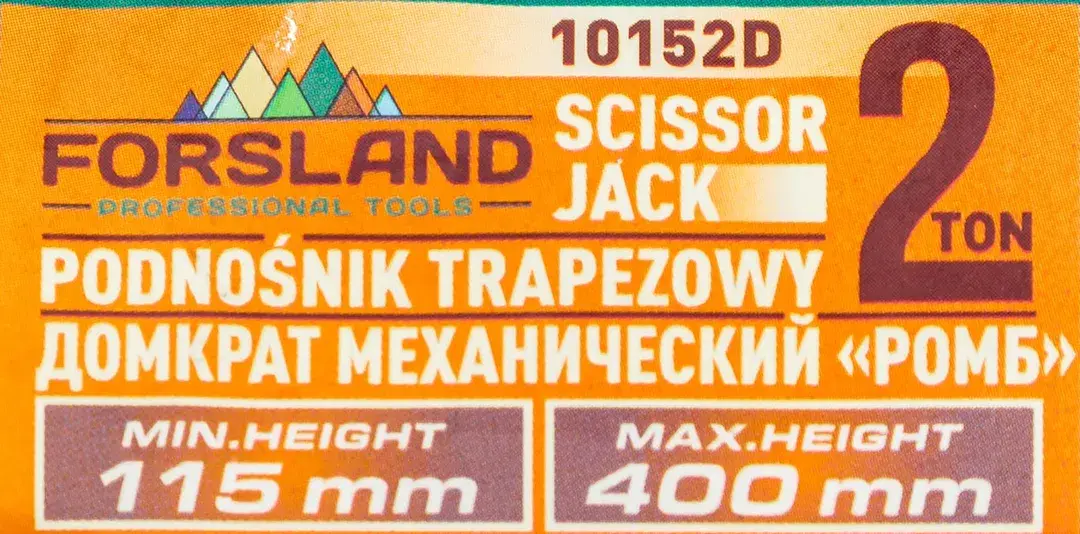 10152D
FORSLAND
PROFESSIONAL TOOLS
SCISSOR
JACK
2
TON
PODNOŚNIK TRAPEZOWY
ДОМКРАТ МЕХАНИЧЕСКИЙ «РОМБ»
MIN.HEIGHT
115 mm
MAX.HEIGHT
400 mm